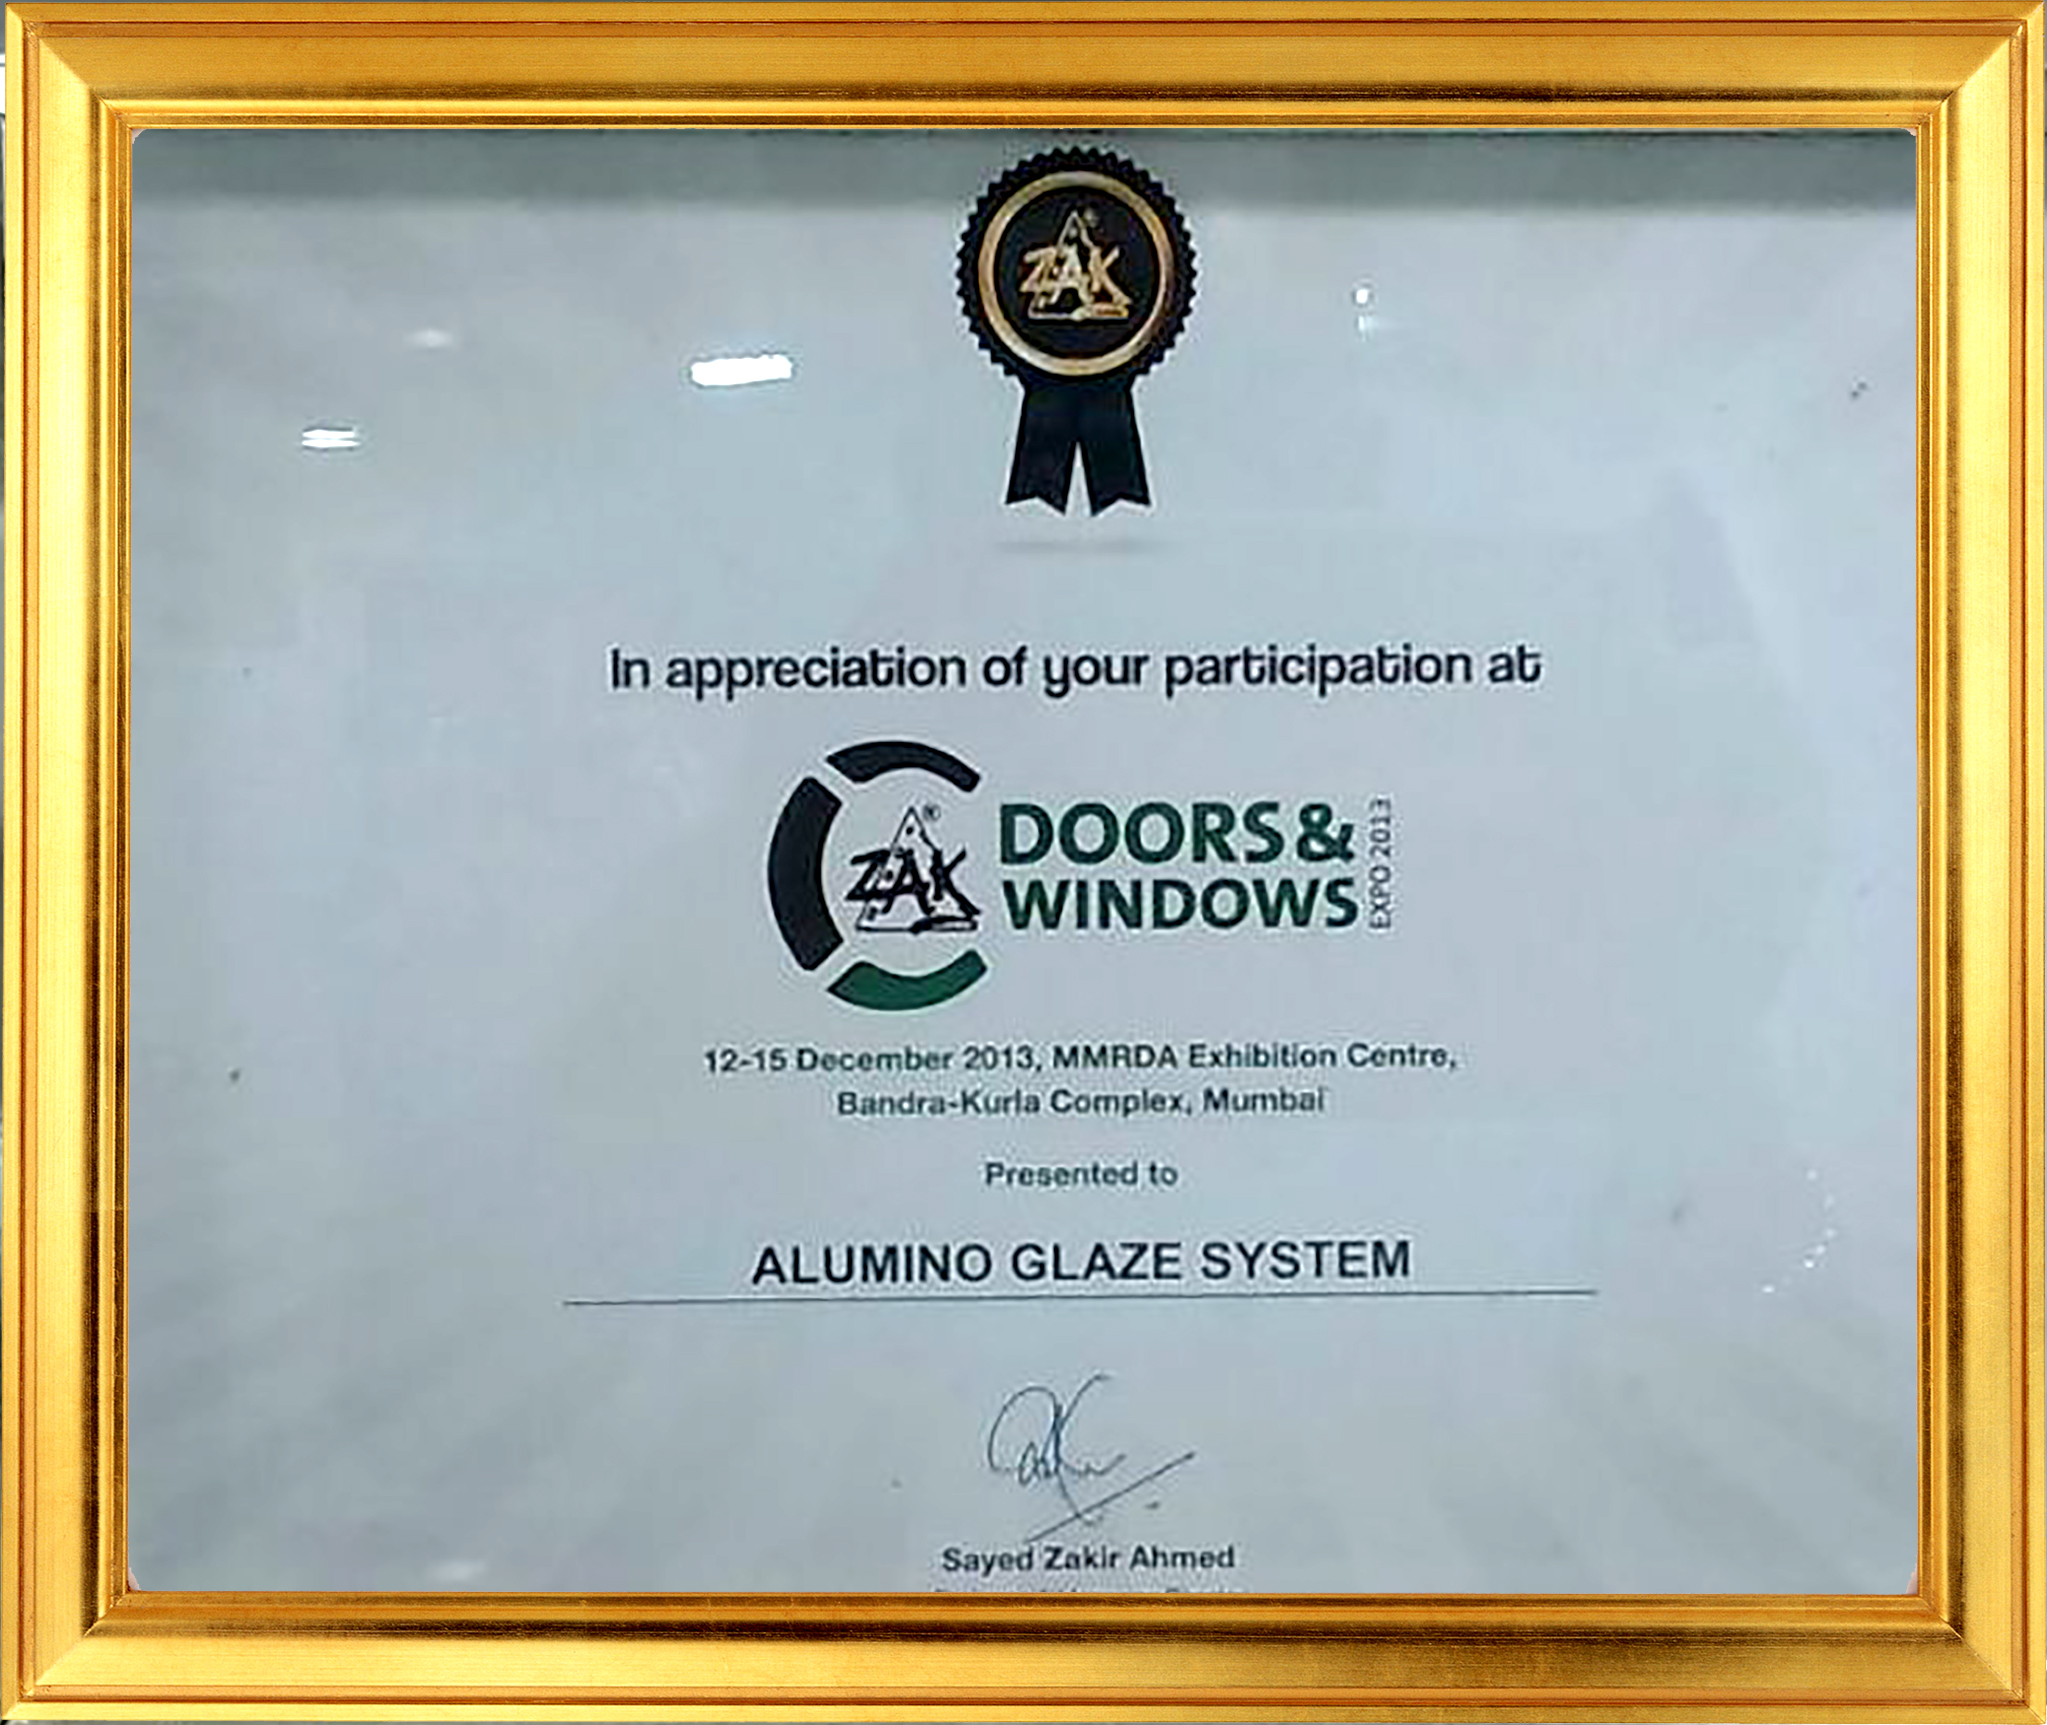 ZAK
In appreciation of your participation at
ZAK®
DOORS &
WINDOWS
EXPO 2013
12-15 December 2013, MMRDA Exhibition Centre,
Bandra-Kurla Complex, Mumbai
Presented to
ALUMINO GLAZE SYSTEM
Sayed Zakir Ahmed